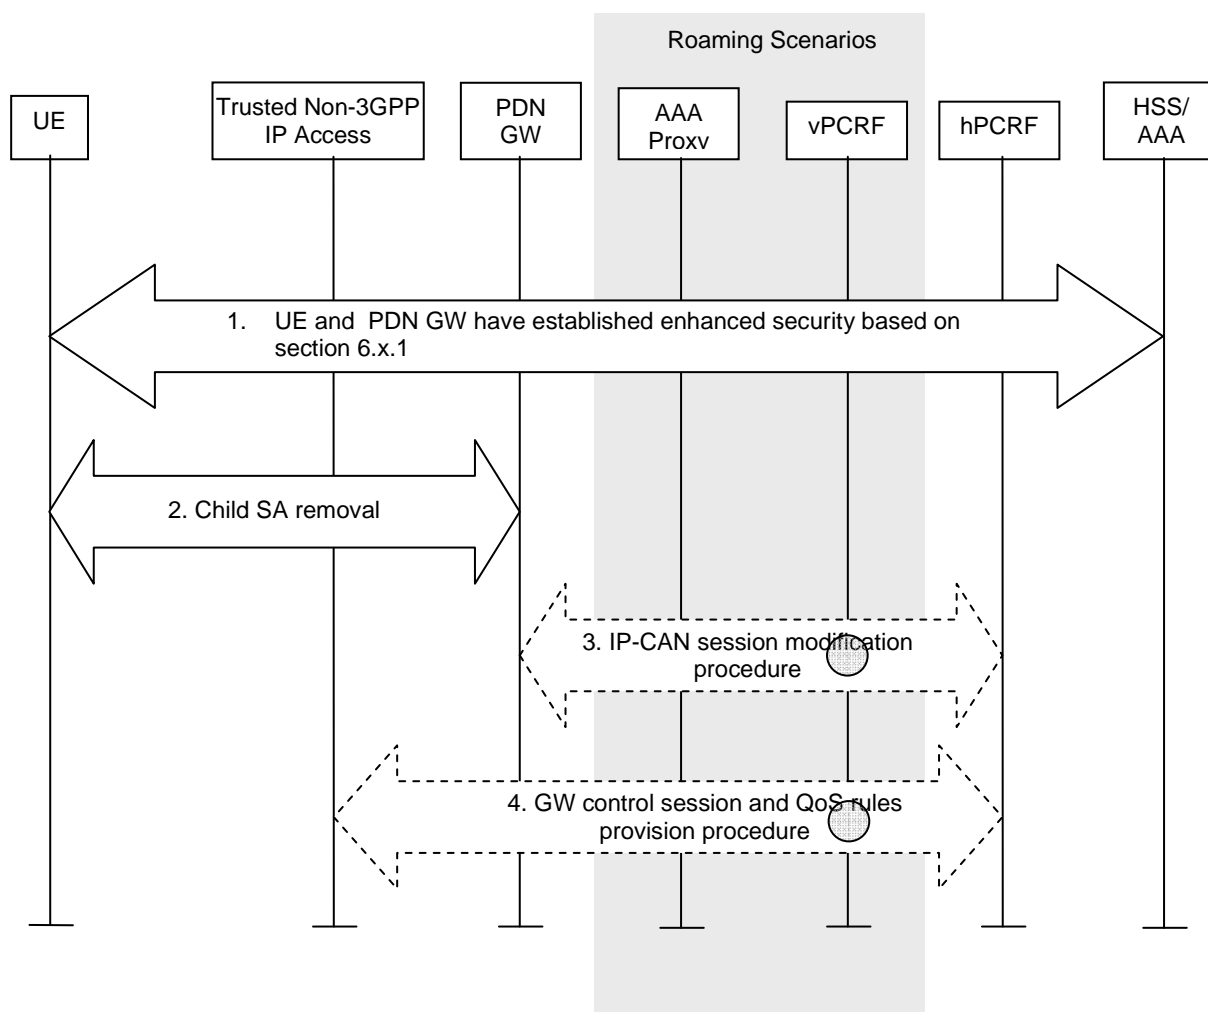 Roaming Scenarios
UE
Trusted Non-3GPP
IP Access
PDN
GW
AAA
Proxy
vPCRF
hPCRF
HSS/
AAA
1. UE and PDN GW have established enhanced security based on
section 6.x.1
2. Child SA removal
3. IP-CAN session modification
procedure
4. GW control session and QoS rules
provision procedure